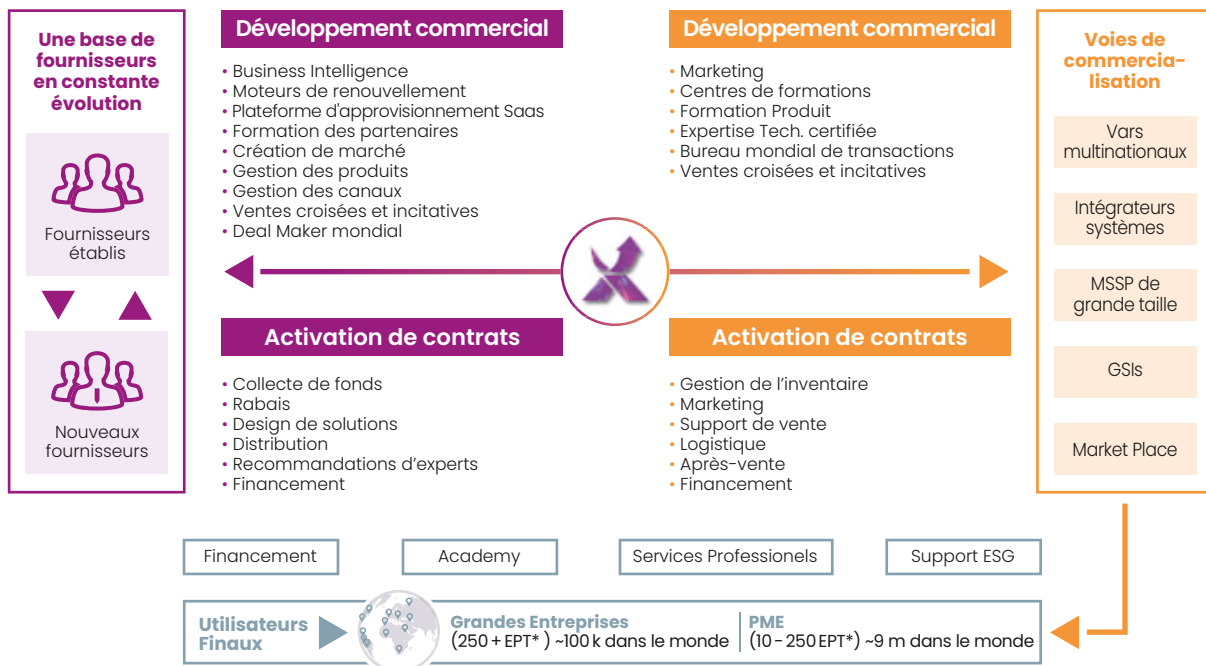 Une base de
fournisseurs
en constante
évolution
Fournisseurs
établis
Nouveaux
fournisseurs
Développement commercial
• Business Intelligence
• Moteurs de renouvellement
• Plateforme d'approvisionnement Saas
• Formation des partenaires
• Création de marché
• Gestion des produits
• Gestion des canaux
• Ventes croisées et incitatives
• Deal Maker mondial
Activation de contrats
• Collecte de fonds
• Rabais
• Design de solutions
• Distribution
• Recommandations d’experts
• Financement
Développement commercial
• Marketing
• Centres de formations
• Formation Produit
• Expertise Tech. certifiée
• Bureau mondial de transactions
• Ventes croisées et incitatives
Activation de contrats
• Gestion de l’inventaire
• Marketing
• Support de vente
• Logistique
• Après-vente
• Financement
Voies de
commercia-
lisation
Vars
multinationaux
Intégrateurs
systèmes
MSSP de
grande taille
GSIs
Market Place
Financement
Academy
Services Professionels
Support ESG
Utilisateurs
Finaux
Grandes Entreprises
(250 + EPT* ) ~100 k dans le monde
PME
(10 - 250 EPT*) ~9 m dans le monde